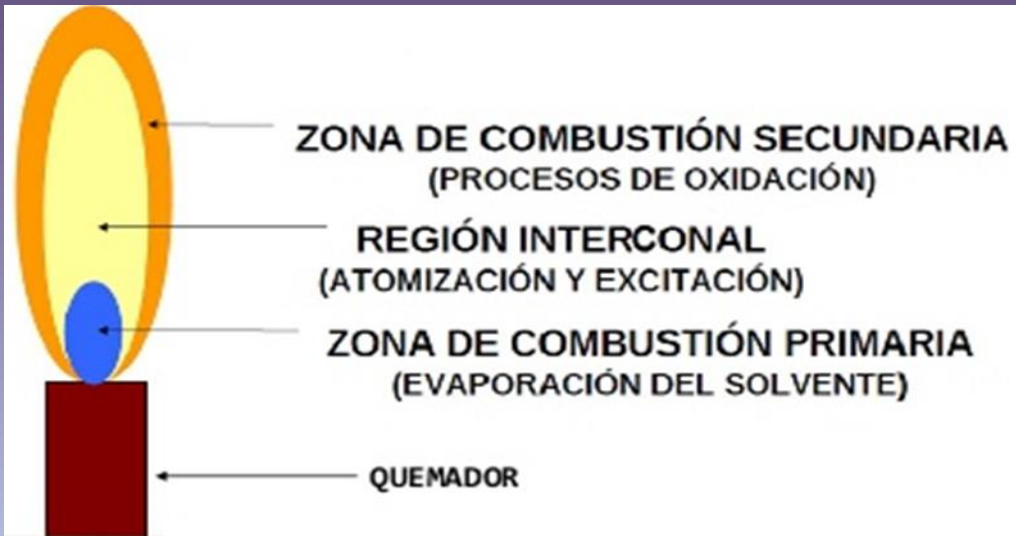 ZONA DE COMBUSTIÓN SECUNDARIA
(PROCESOS DE OXIDACIÓN)
REGIÓN INTERCONAL
(ATOMIZACIÓN Y EXCITACIÓN)
ZONA DE COMBUSTIÓN PRIMARIA
(EVAPORACIÓN DEL SOLVENTE)
QUEMADOR